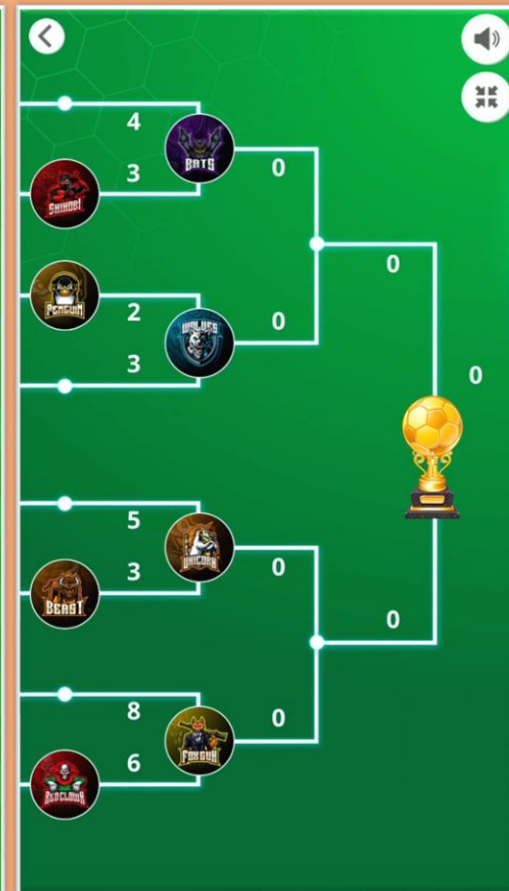 4
BATS
3
0
SHINOBI
0
PENGUIN
2
WOLVES
0
3
0
5
UNICORN
3
0
BEAST
0
8
FOXGUN
0
6
REDCLOWN